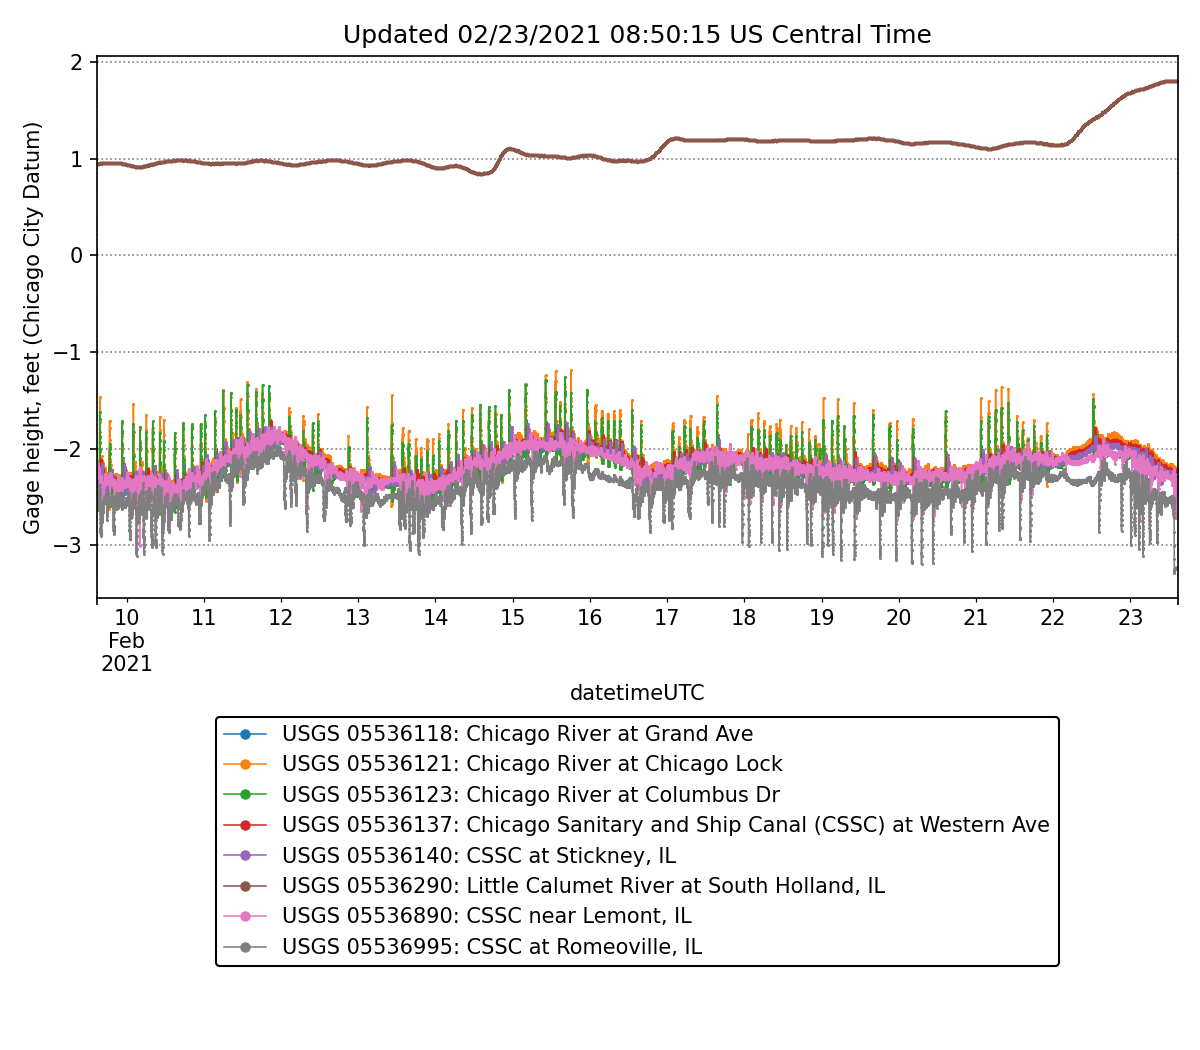 Updated 02/23/2021 08:50:15 US Central Time
Gage height, feet (Chicago City Datum)
2
1
0
−1
−2
−3
10 11 12 13 14 15 16 17 18 19 20 21 22 23
Feb
2021
datetimeUTC
USGS 05536118: Chicago River at Grand Ave
USGS 05536121: Chicago River at Chicago Lock
USGS 05536123: Chicago River at Columbus Dr
USGS 05536137: Chicago Sanitary and Ship Canal (CSSC) at Western Ave
USGS 05536140: CSSC at Stickney, IL
USGS 05536290: Little Calumet River at South Holland, IL
USGS 05536890: CSSC near Lemont, IL
USGS 05536995: CSSC at Romeoville, IL